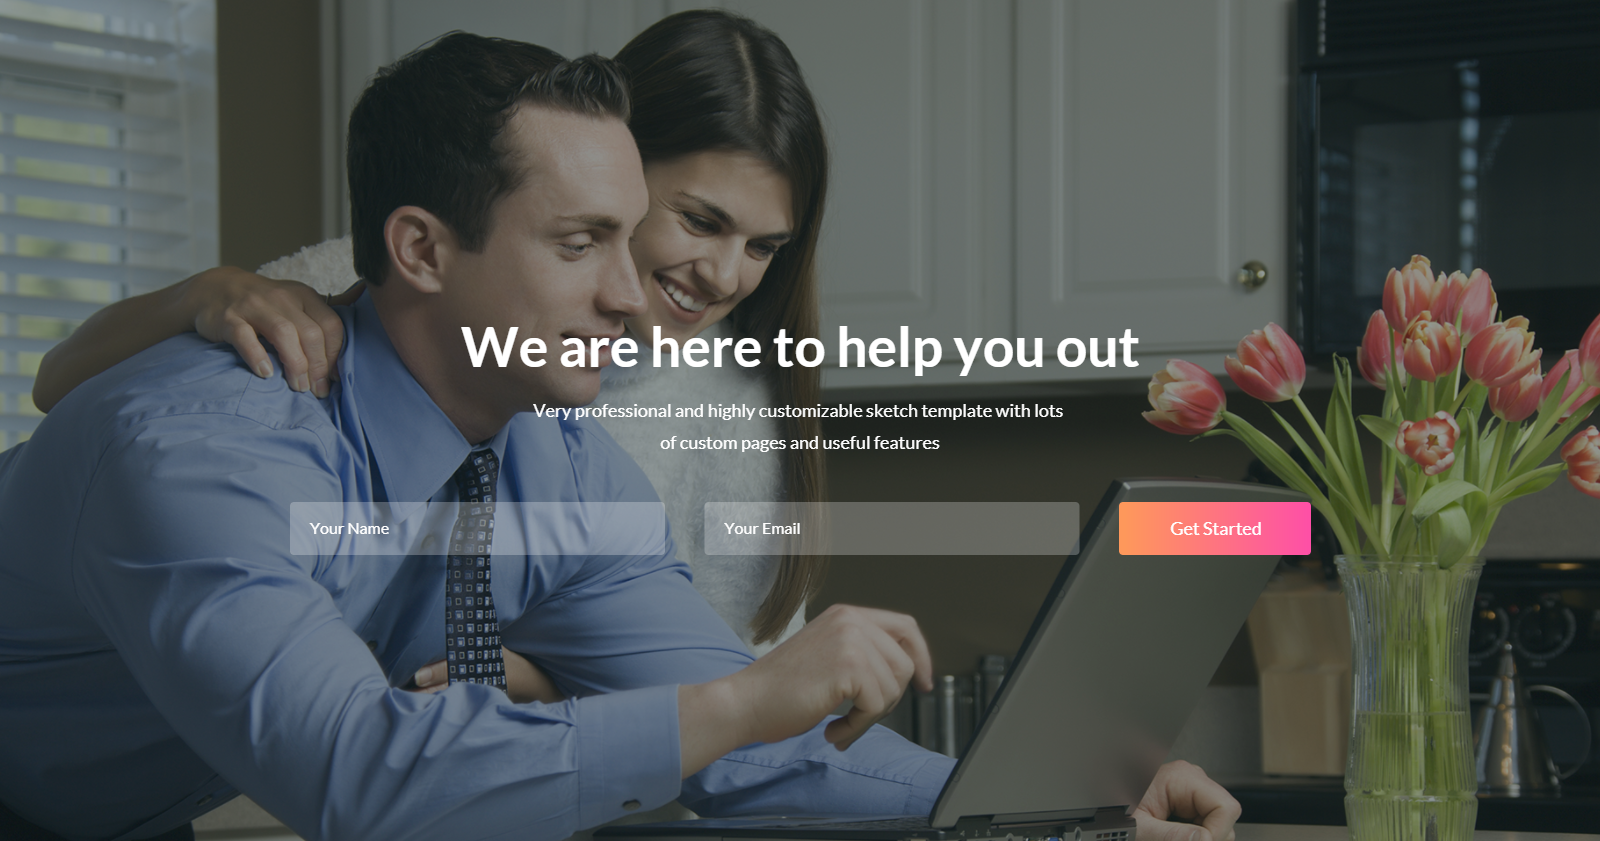 We are here to help you out
Very professional and highly customizable sketch template with lots
of custom pages and useful features
Your Name
Your Email
Get Started